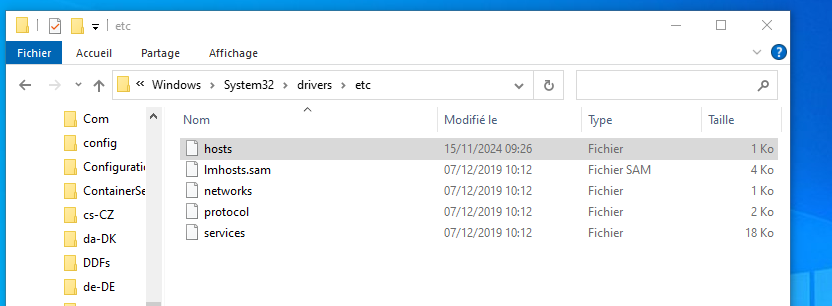 etc
Fichier Accueil Partage Affichage
« Windows > System32 > drivers > etc
Nom Modifié le Type Taille
Com
config
Configuratio
ContainerSe
cs-CZ
da-DK
DDFs
de-DE
hosts 15/11/2024 09:26 Fichier 1 Ko
lmhosts.sam 07/12/2019 10:12 Fichier SAM 4 Ko
networks 07/12/2019 10:12 Fichier 1 Ko
protocol 07/12/2019 10:12 Fichier 2 Ko
services 07/12/2019 10:12 Fichier 18 Ko